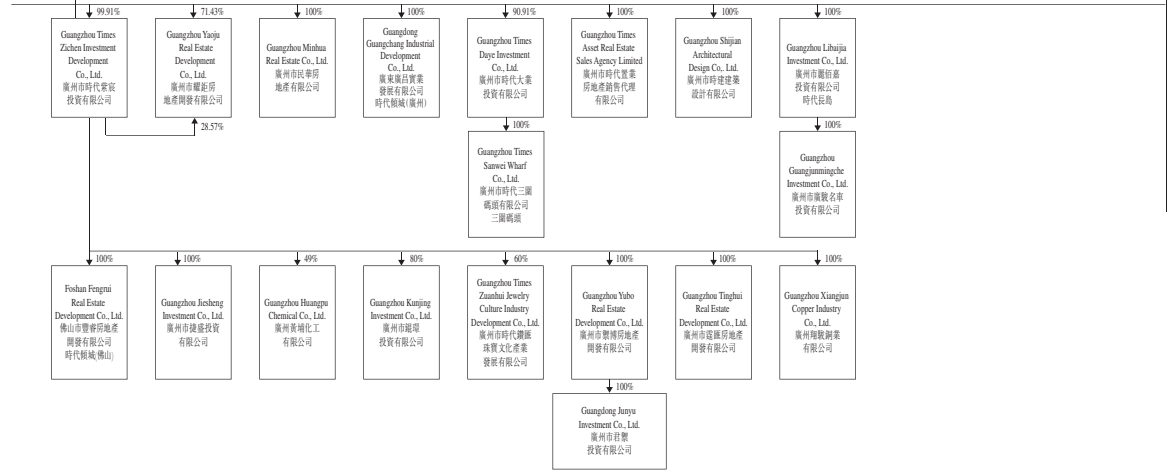 99.91%
71.43%
100%
100%
90.91%
100%
100%
100%
Guangzhou Times
Zichen Investment
Development
Co., Ltd.
廣州市時代紫宸
投資有限公司
Guangzhou Yaoju
Real Estate
Development
Co., Ltd.
廣州市耀鉅房
地產開發有限公司
Guangzhou Minhua
Real Estate Co., Ltd.
廣州市民華房
地產有限公司
Guangdong
Guangchang Industrial
Development
Co., Ltd.
廣東廣昌實業
發展有限公司
時代傾城(廣州)
Guangzhou Times
Daye Investment
Co., Ltd.
廣州市時代大業
投資有限公司
Guangzhou Times
Asset Real Estate
Sales Agency Limited
廣州市時代置業
房地產銷售代理
有限公司
Guangzhou Shijian
Architectural
Design Co., Ltd.
廣州市時建建築
設計有限公司
Guangzhou Libaijia
Investment Co., Ltd.
廣州市麗佰嘉
投資有限公司
時代長島
28.57%
100%
100%
Guangzhou Times
Sanwei Wharf
Co., Ltd.
廣州市時代三圍
碼頭有限公司
三圍碼頭
Guangzhou
Guangjunmingche
Investment Co., Ltd.
廣州市廣駿名車
投資有限公司
100%
100%
49%
80%
60%
100%
100%
100%
Foshan Fengrui
Real Estate
Development Co., Ltd.
佛山市豐睿房地產
開發有限公司
時代傾城(佛山)
Guangzhou Jiesheng
Investment Co., Ltd.
廣州市捷盛投資
有限公司
Guangzhou Huangpu
Chemical Co., Ltd.
廣州黃埔化工
有限公司
Guangzhou Kunjing
Investment Co., Ltd.
投資有限公司
Guangzhou Times
Zuanhui Jewelry
Culture Industry
Development Co., Ltd.
廣州市時代鑽匯
珠寶文化產業
發展有限公司
Guangzhou Yubo
Real Estate
Development Co., Ltd.
廣州市譽博房地產
開發有限公司
Guangzhou Tinghui
Real Estate
Development Co., Ltd.
廣州市霆匯房地產
開發有限公司
Guangzhou Xiangjun
Copper Industry
Co., Ltd.
廣州翔駿銅業
有限公司
100%
Guangdong Junyu
Investment Co., Ltd.
投資有限公司